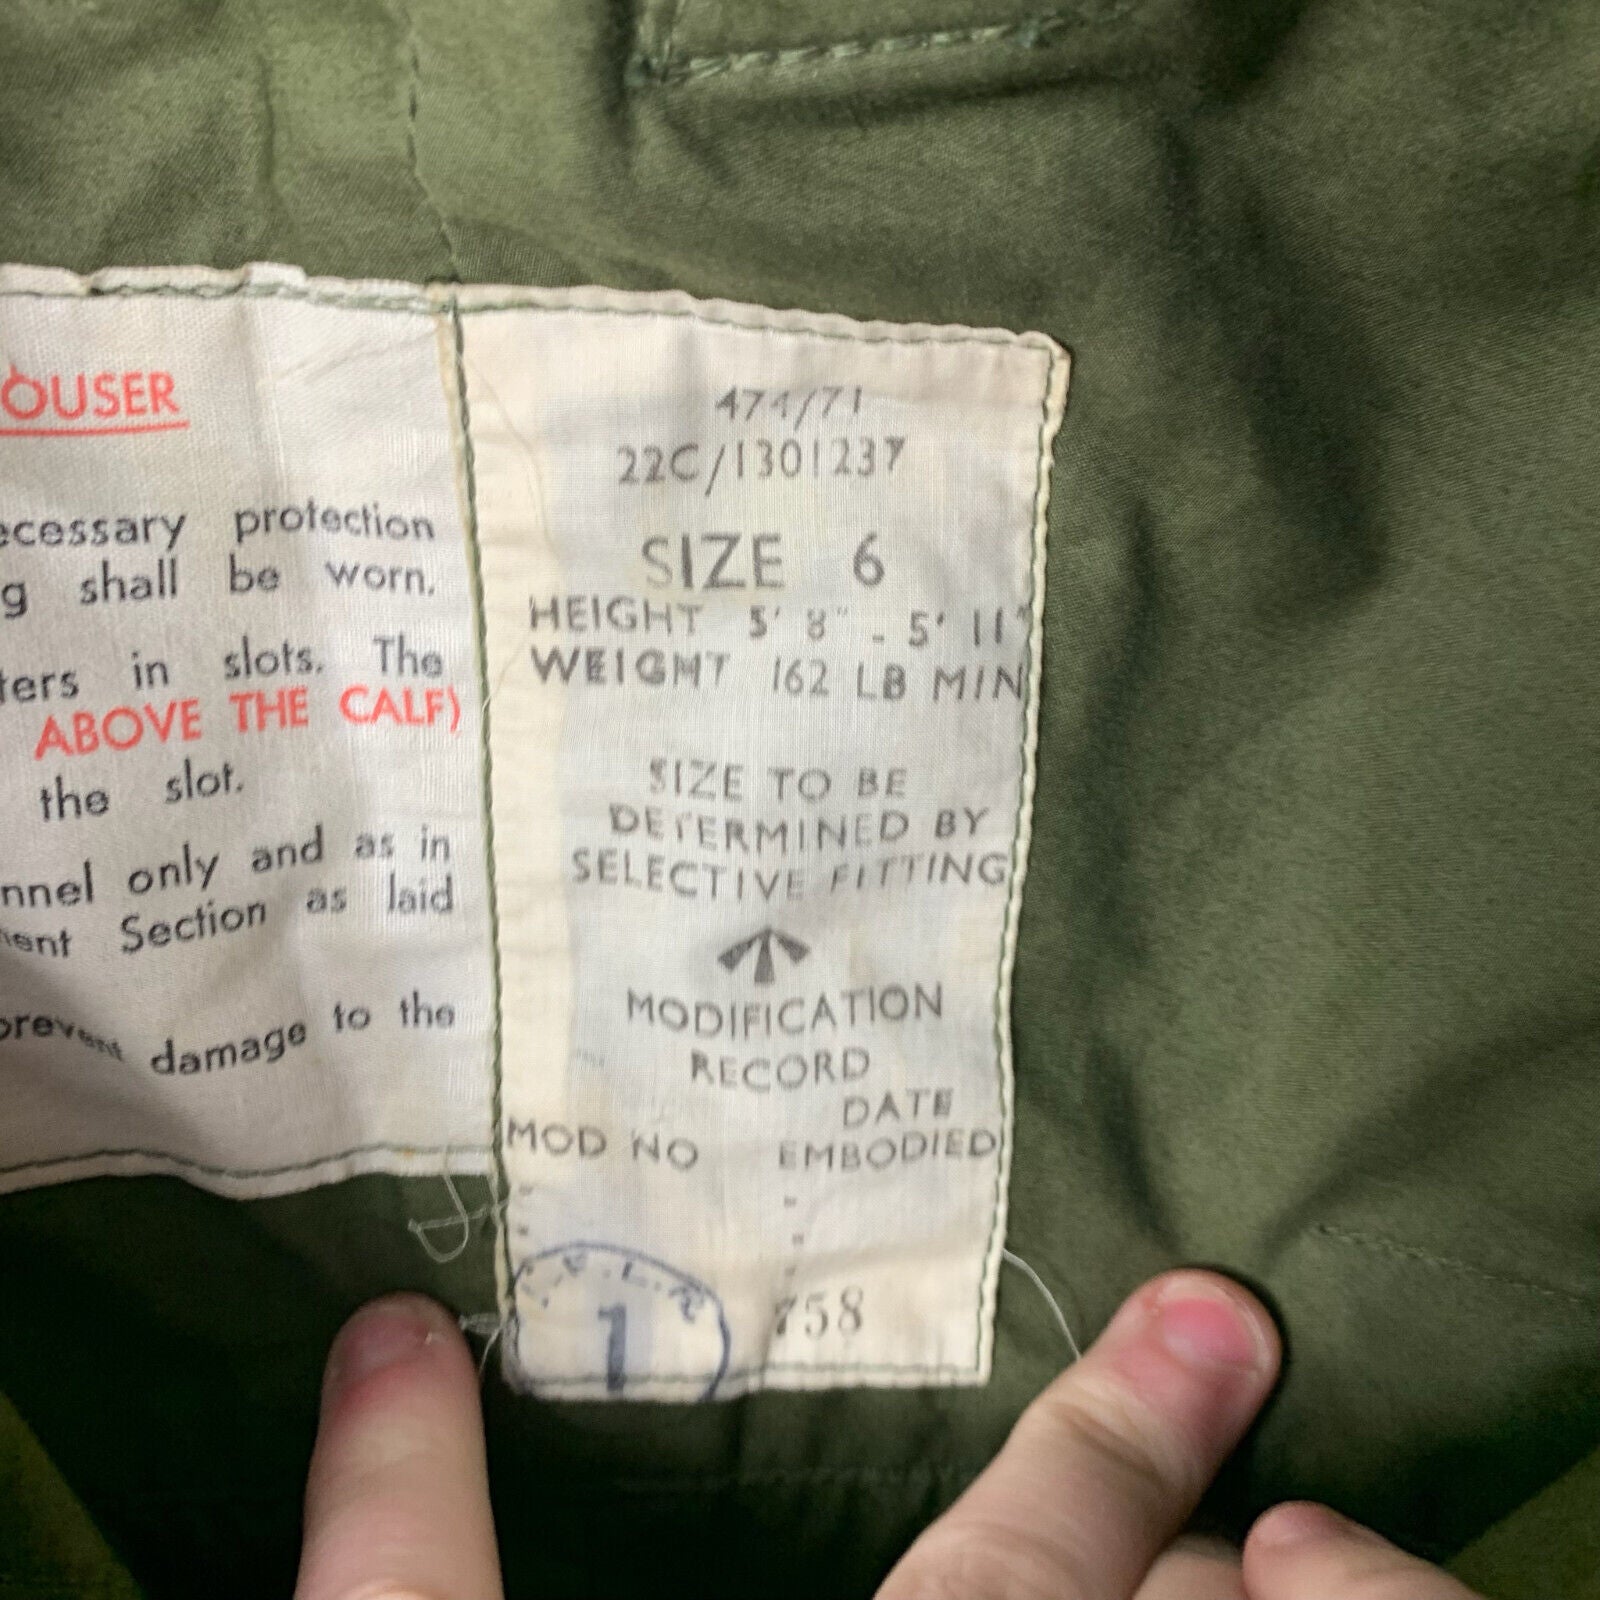 OUSER
ecessary protection
g shall be worn.
ters in slots. The
ABOVE THE CALF)
the slot.
nnel only and as in
ent Section as laid
prevent damage to the
474/71
22C/1301237
SIZE 6
HEIGHT 5' 8" - 5' 11"
WEIGHT 162 LB MIN
SIZE TO BE
DETERMINED BY
SELECTIVE FITTING
MODIFICATION
RECORD
DATE
MOD NO EMBODIED
1
758